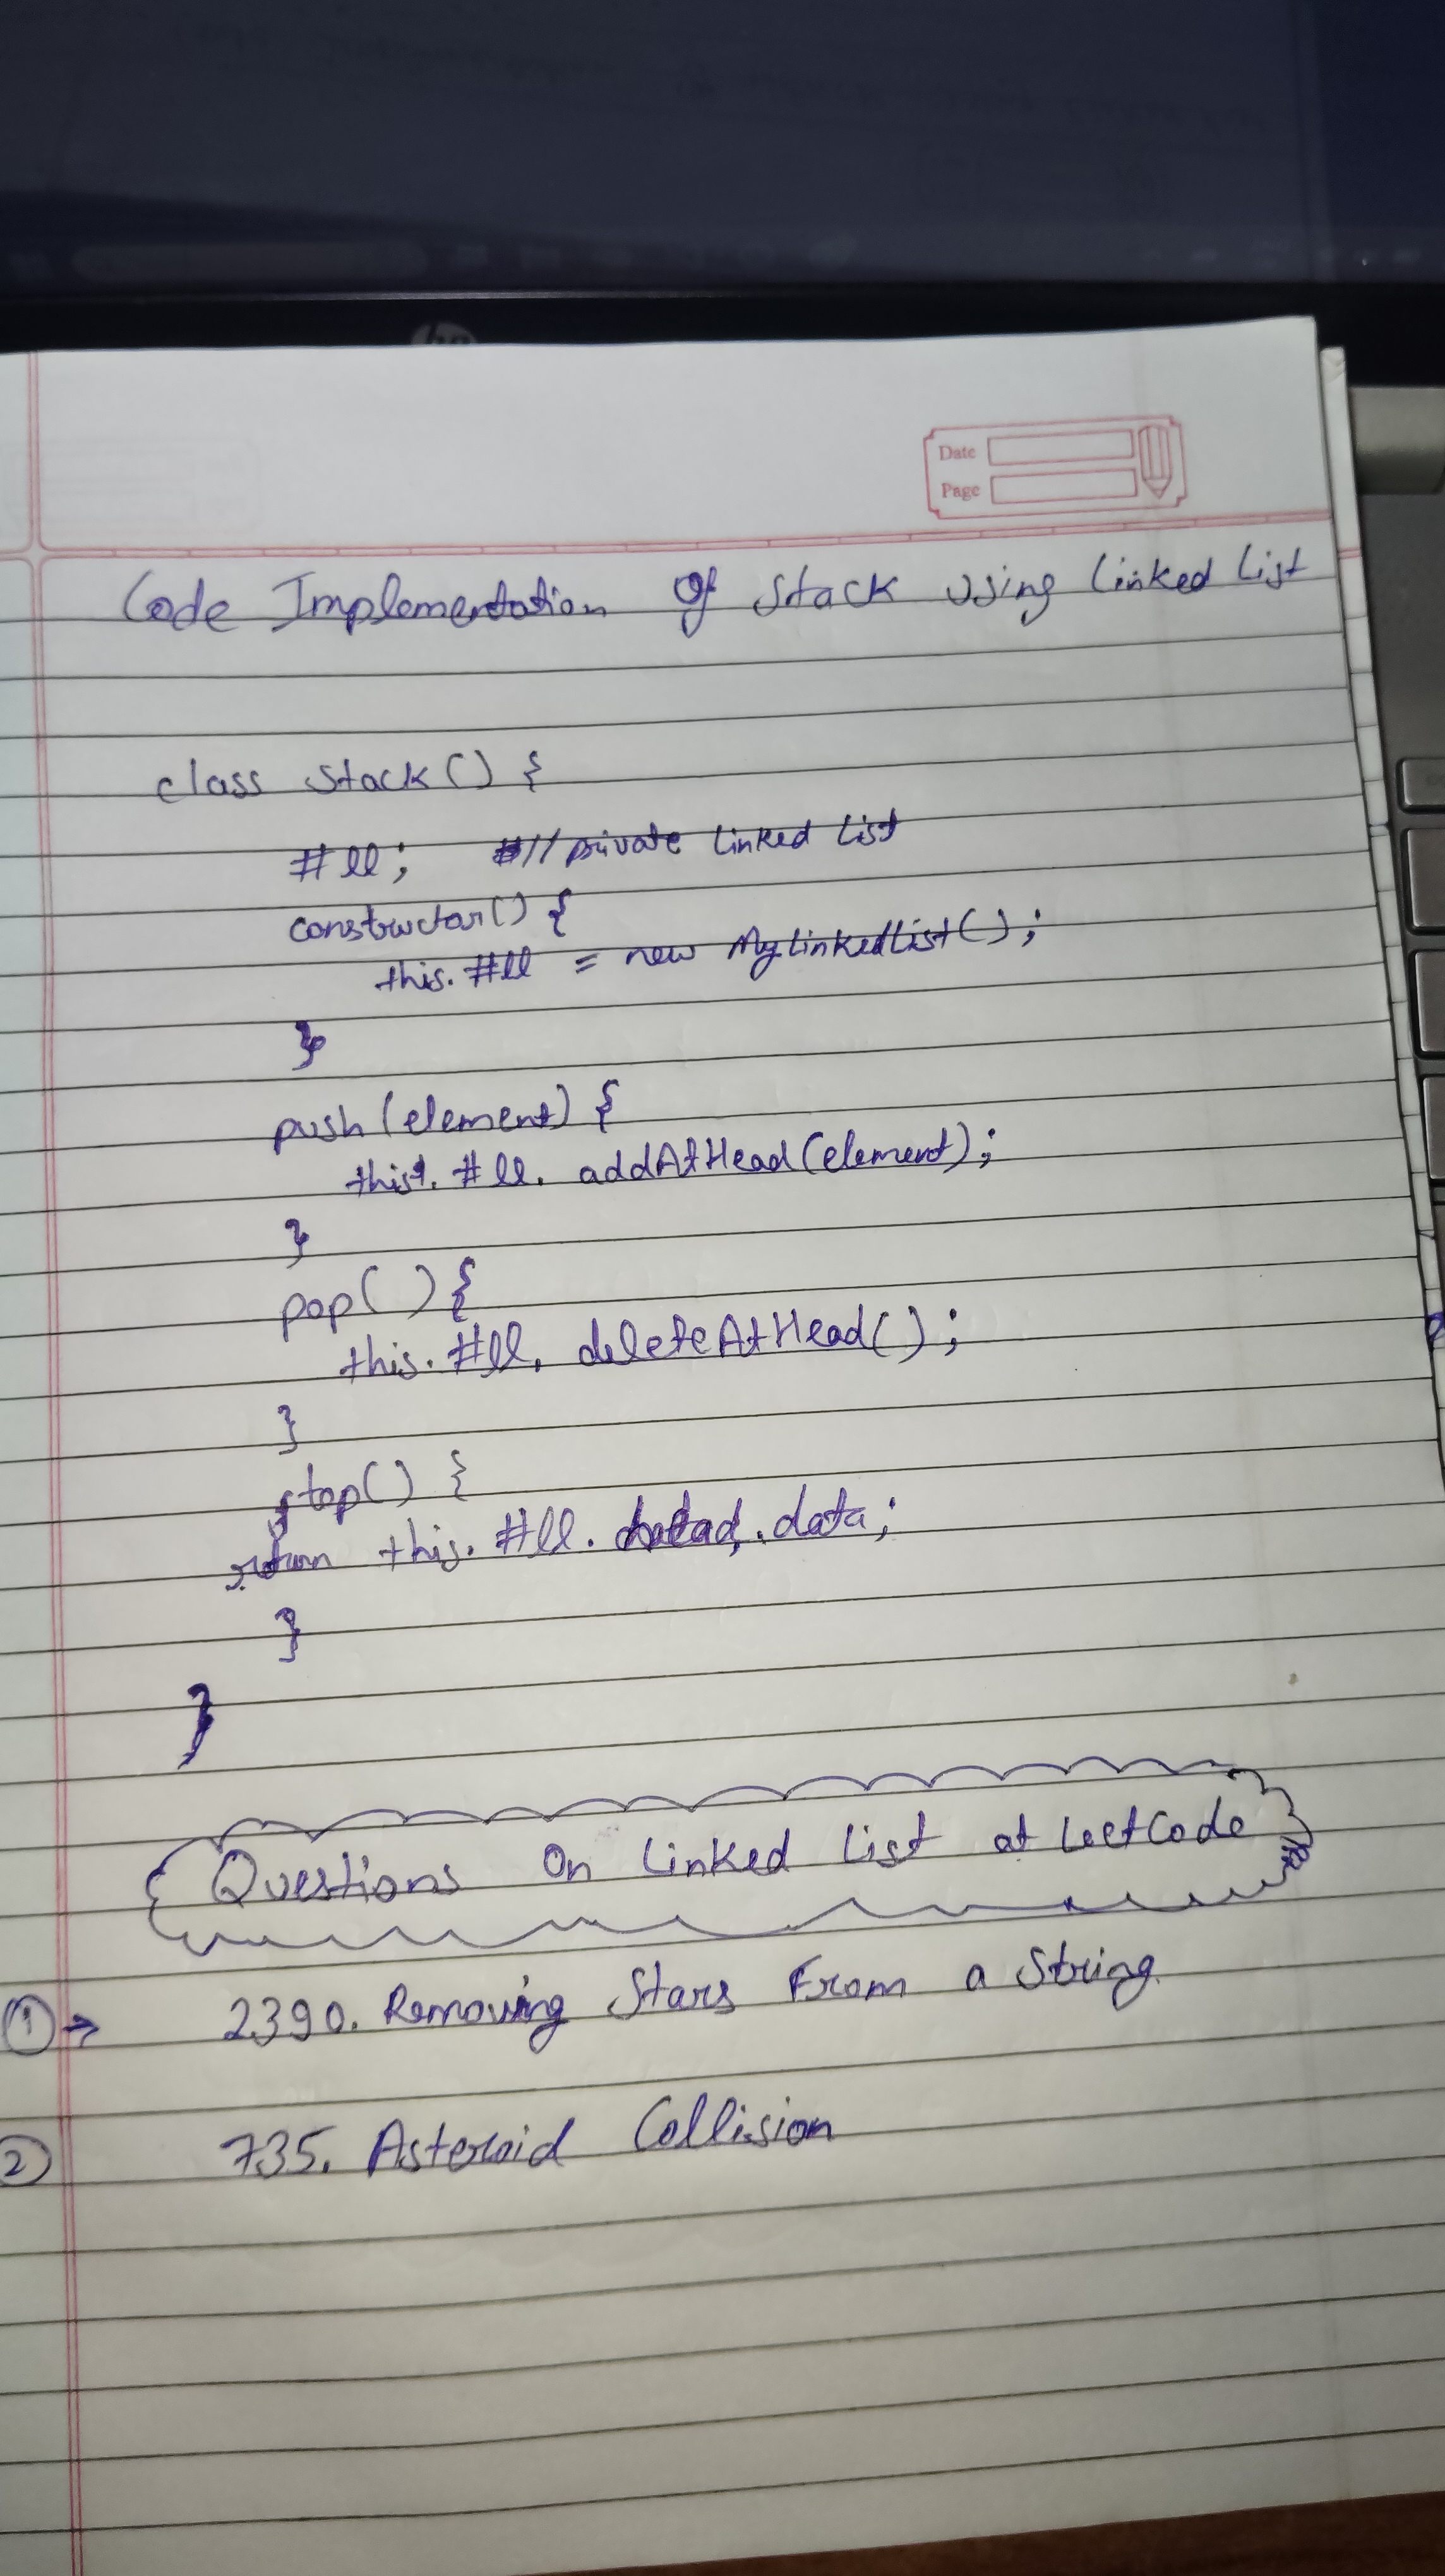 Date
Page
Code Implementation Of Stack Using Linked List
class Stack() {
#ll; // private linked list
constructor() {
this.#ll = new MyLinkedList();
}
push(element) {
this.#ll.addAtHead(element);
}
pop() {
this.#ll.deleteAtHead();
}
top() {
return this.#ll.head.data;
}
}
Questions On Linked List at LeetCode
1 → 2390. Removing Stars From a String.
2 735. Asteroid Collision